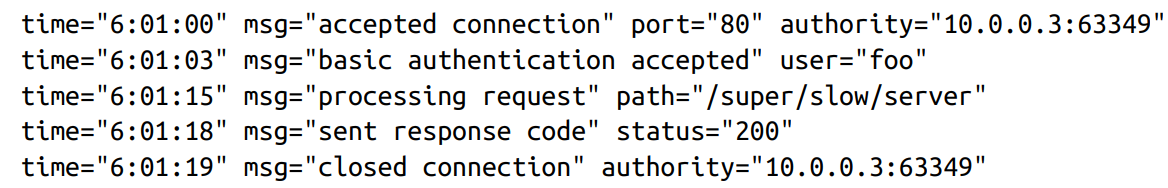 time="6:01:00" msg="accepted connection" port="80" authority="10.0.0.3:63349"
time="6:01:03" msg="basic authentication accepted" user="foo"
time="6:01:15" msg="processing request" path="/super/slow/server"
time="6:01:18" msg="sent response code" status="200"
time="6:01:19" msg="closed connection" authority="10.0.0.3:63349"